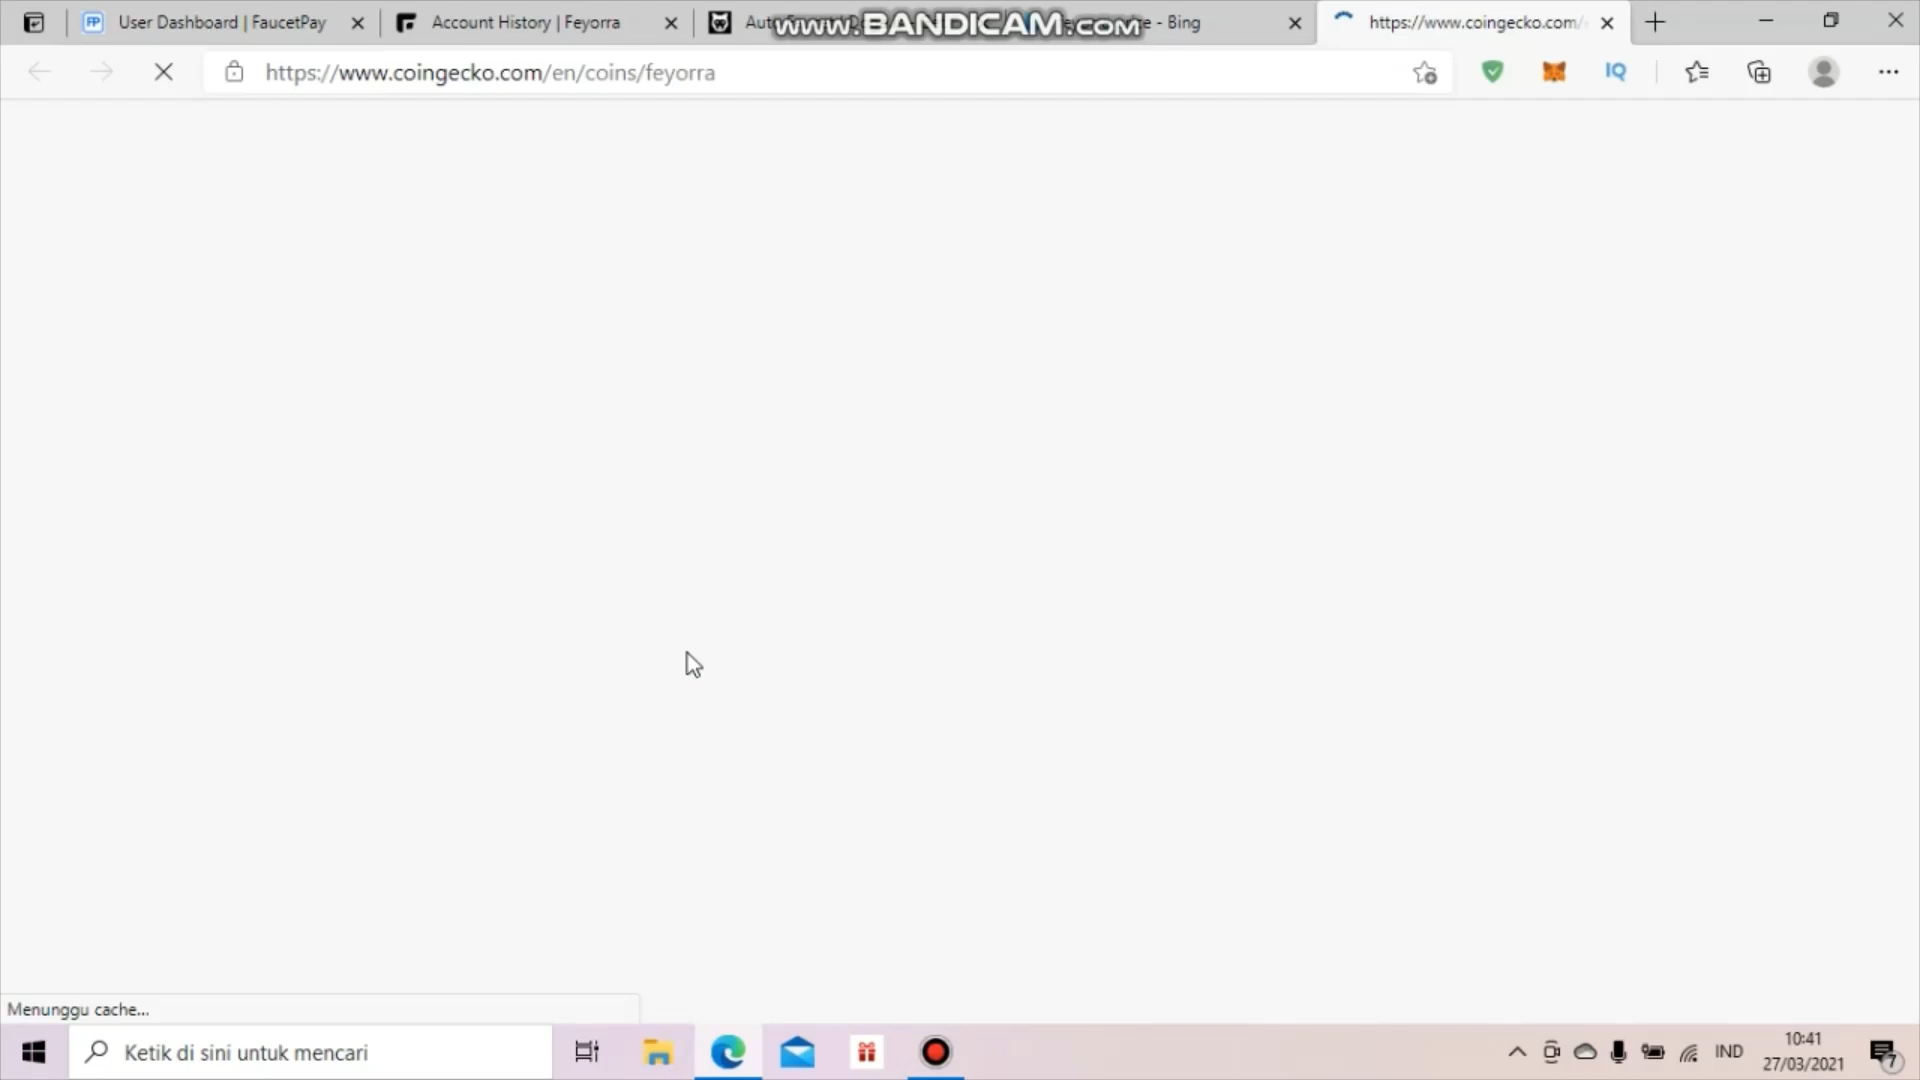 User Dashboard | FaucetPay
Account History | Feyorra
www.BANDICAM.com
- Bing
https://www.coingecko.com/
https://www.coingecko.com/en/coins/feyorra
IQ
Menunggu cache...
Ketik di sini untuk mencari
IND
10:41
27/03/2021
7